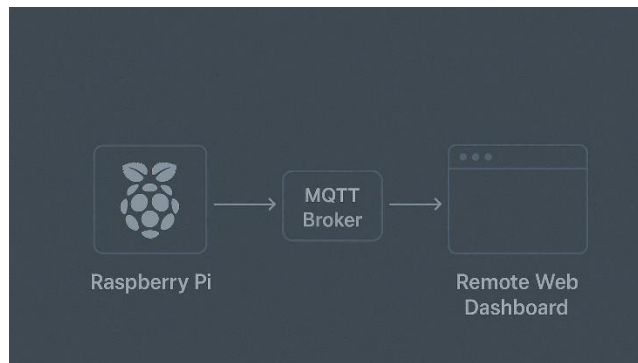 MQTT
Broker
Raspberry Pi
Remote Web
Dashboard